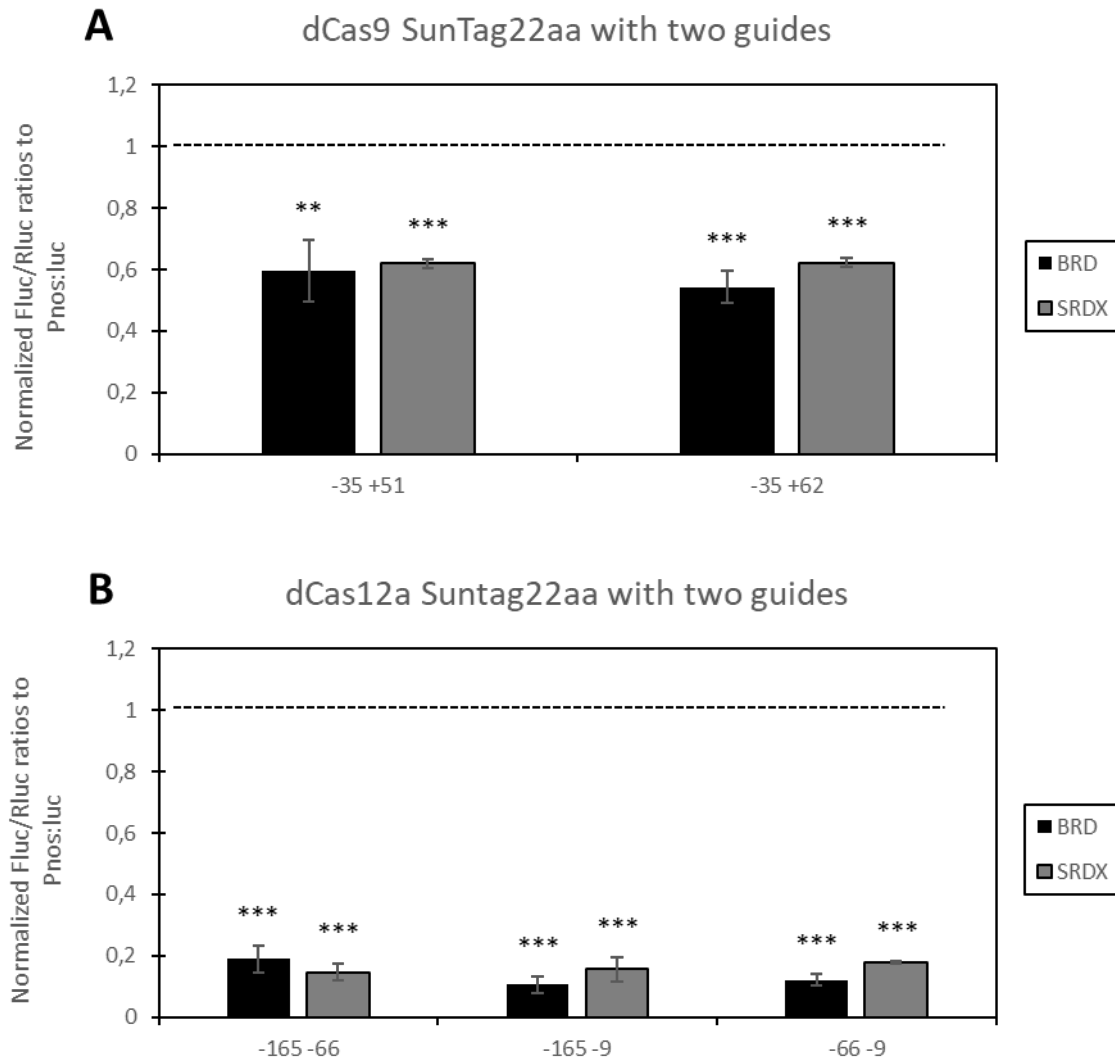 A
dCas9 SunTag22aa with two guides
Normalized Fluc/Rluc ratios to
Pnos:luc
1,2
1
0,8
0,6
0,4
0,2
0
** *** *** ***
-35 +51 -35 +62
BRD
SRDX
B
dCas12a Suntag22aa with two guides
Normalized Fluc/Rluc ratios to
Pnos:luc
1,2
1
0,8
0,6
0,4
0,2
0
*** *** *** *** *** ***
-165 -66 -165 -9 -66 -9
BRD
SRDX